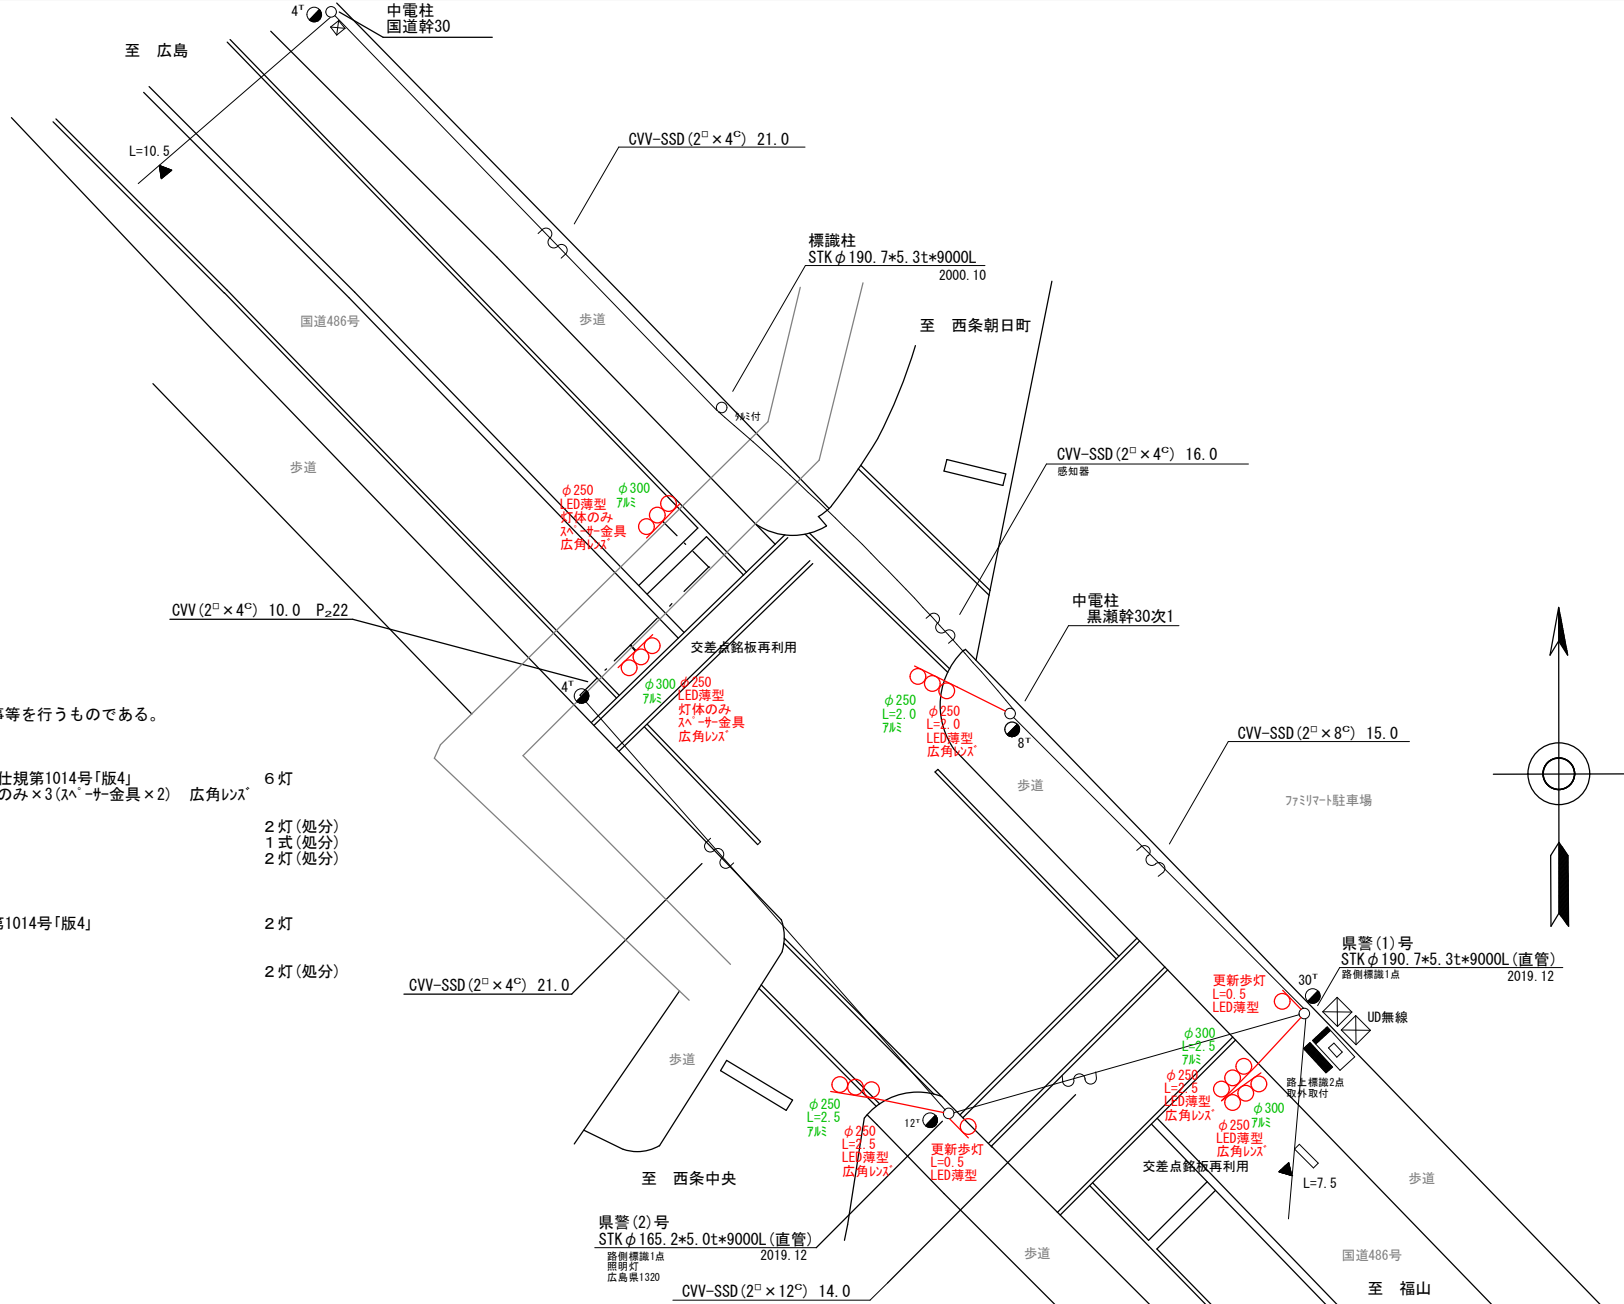 4T
中電柱
国道幹30
至　広島
L=10.5
CVV-SSD(2□×4C) 21.0
標識柱
STKφ190.7*5.3t*9000L
2000.10
国道486号
歩道
至　西条朝日町
ｱﾙﾐ付
歩道
CVV-SSD(2□×4C) 16.0
感知器
φ250
LED薄型
灯体のみ
ｽﾍﾟｰｻｰ金具
広角ﾚﾝｽﾞ
φ300
ｱﾙﾐ
CVV(2□×4C) 10.0 P₂22
中電柱
黒瀬幹30次1
交差点銘板再利用
4T
φ300
ｱﾙﾐ
φ250
LED薄型
灯体のみ
ｽﾍﾟｰｻｰ金具
広角ﾚﾝｽﾞ
φ250
L=2.0
ｱﾙﾐ
φ250
L=2.0
LED薄型
広角ﾚﾝｽﾞ
8T
事等を行うものである。
CVV-SSD(2□×8C) 15.0
仕規第1014号｢版4｣　6灯
のみ×3(ｽﾍﾟｰｻｰ金具×2)　広角ﾚﾝｽﾞ
歩道
ﾌｧﾐﾘﾏｰﾄ駐車場
2灯(処分)
1式(処分)
2灯(処分)
第1014号｢版4｣　2灯
2灯(処分)
CVV-SSD(2□×4C) 21.0
県警(1)号
STKφ190.7*5.3t*9000L(直管)
路側標識1点
2019.12
更新歩灯
L=0.5
LED薄型
30T
UD無線
φ300
L=2.5
ｱﾙﾐ
歩道
φ250
L=2.5
LED薄型
広角ﾚﾝｽﾞ
路上標識2点
取外取付
φ300
ｱﾙﾐ
φ250
LED薄型
広角ﾚﾝｽﾞ
φ250
L=2.5
ｱﾙﾐ
φ250
L=2.5
LED薄型
広角ﾚﾝｽﾞ
12T
更新歩灯
L=0.5
LED薄型
交差点銘板再利用
L=7.5
至　西条中央
歩道
県警(2)号
STKφ165.2*5.0t*9000L(直管)
路側標識1点
照明灯
広島県1320
2019.12
歩道
国道486号
CVV-SSD(2□×12C) 14.0
至　福山